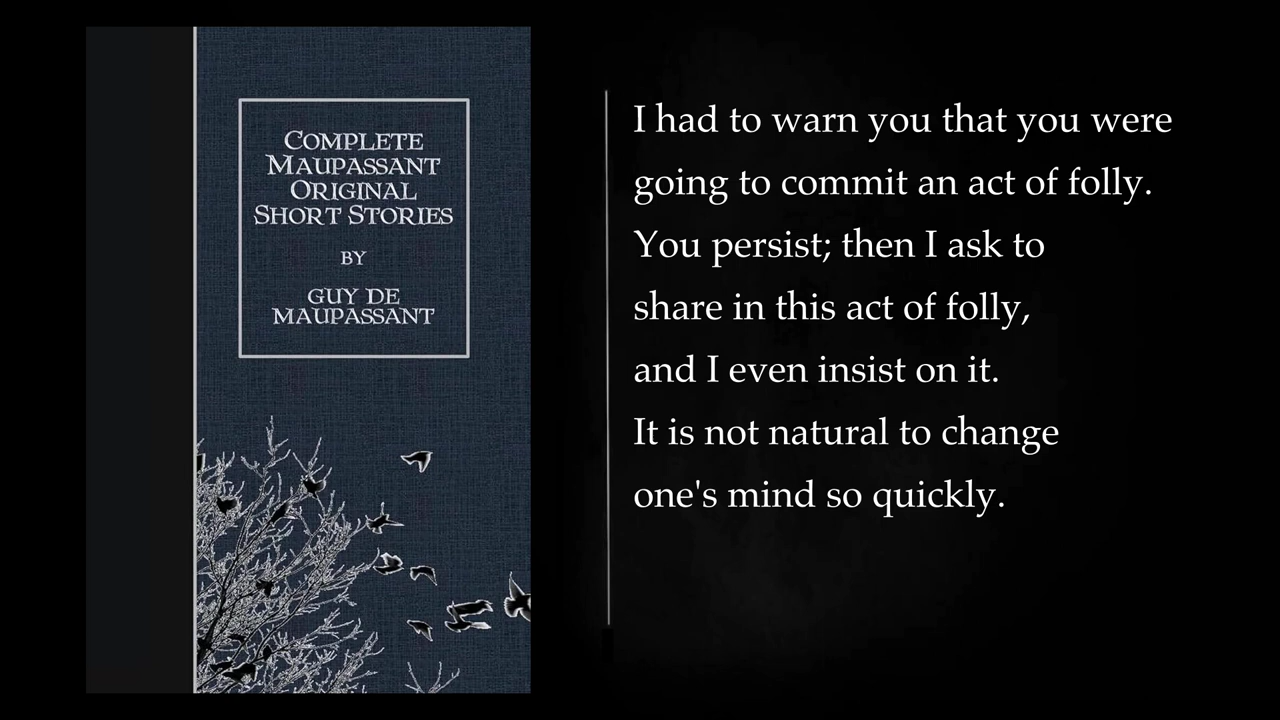 COMPLETE
MAUPASSANT
ORIGINAL
SHORT STORIES
BY
GUY DE
MAUPASSANT
I had to warn you that you were
going to commit an act of folly.
You persist; then I ask to
share in this act of folly,
and I even insist on it.
It is not natural to change
one's mind so quickly.